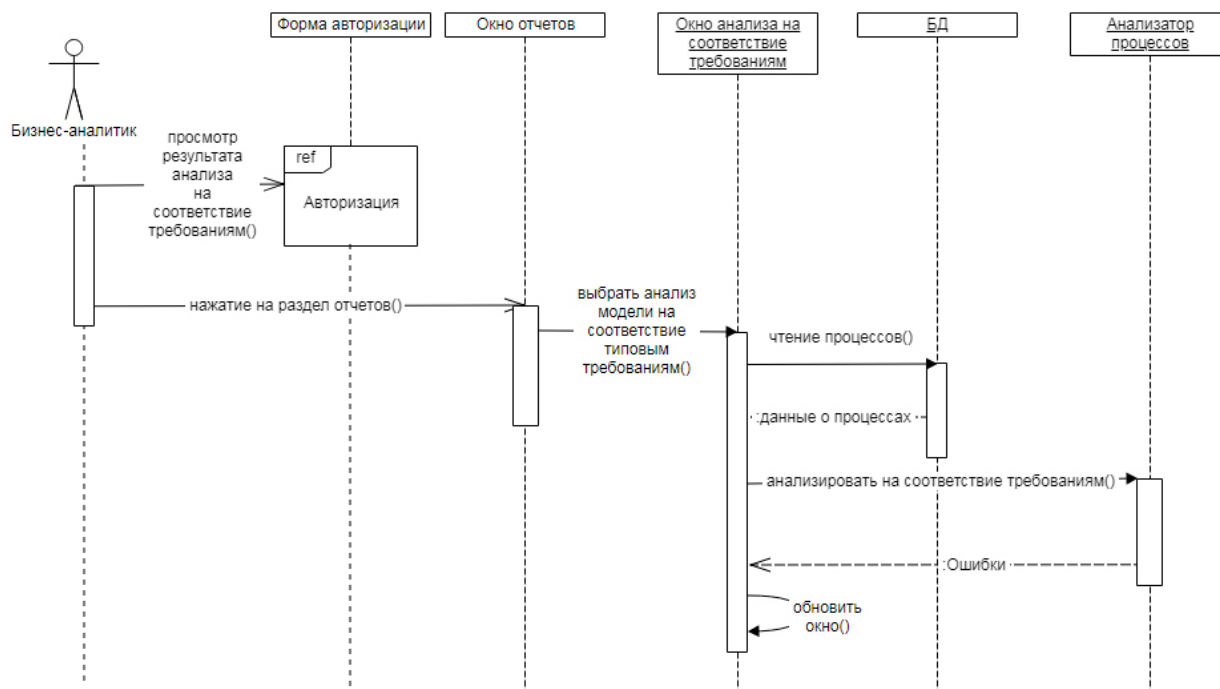 Форма авторизации
Окно отчетов
Окно анализа на
соответствие
требованиям
БД
Анализатор
процессов
Бизнес-аналитик
просмотр
результата
анализа
на
соответствие
требованиям()
ref
Авторизация
нажатие на раздел отчетов()
выбрать анализ
модели на
соответствие
типовым
требованиям()
чтение процессов()
:данные о процессах
анализировать на соответствие требованиям()
:Ошибки
обновить
окно()